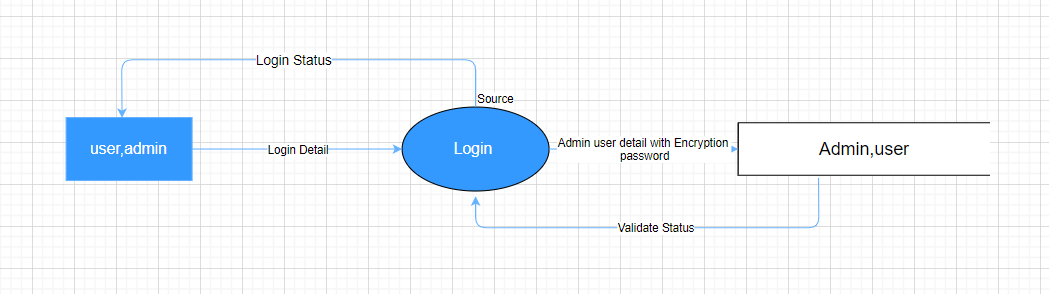 Login Status
Source
user,admin
Login Detail
Login
Admin user detail with Encryption
password
Admin,user
Validate Status